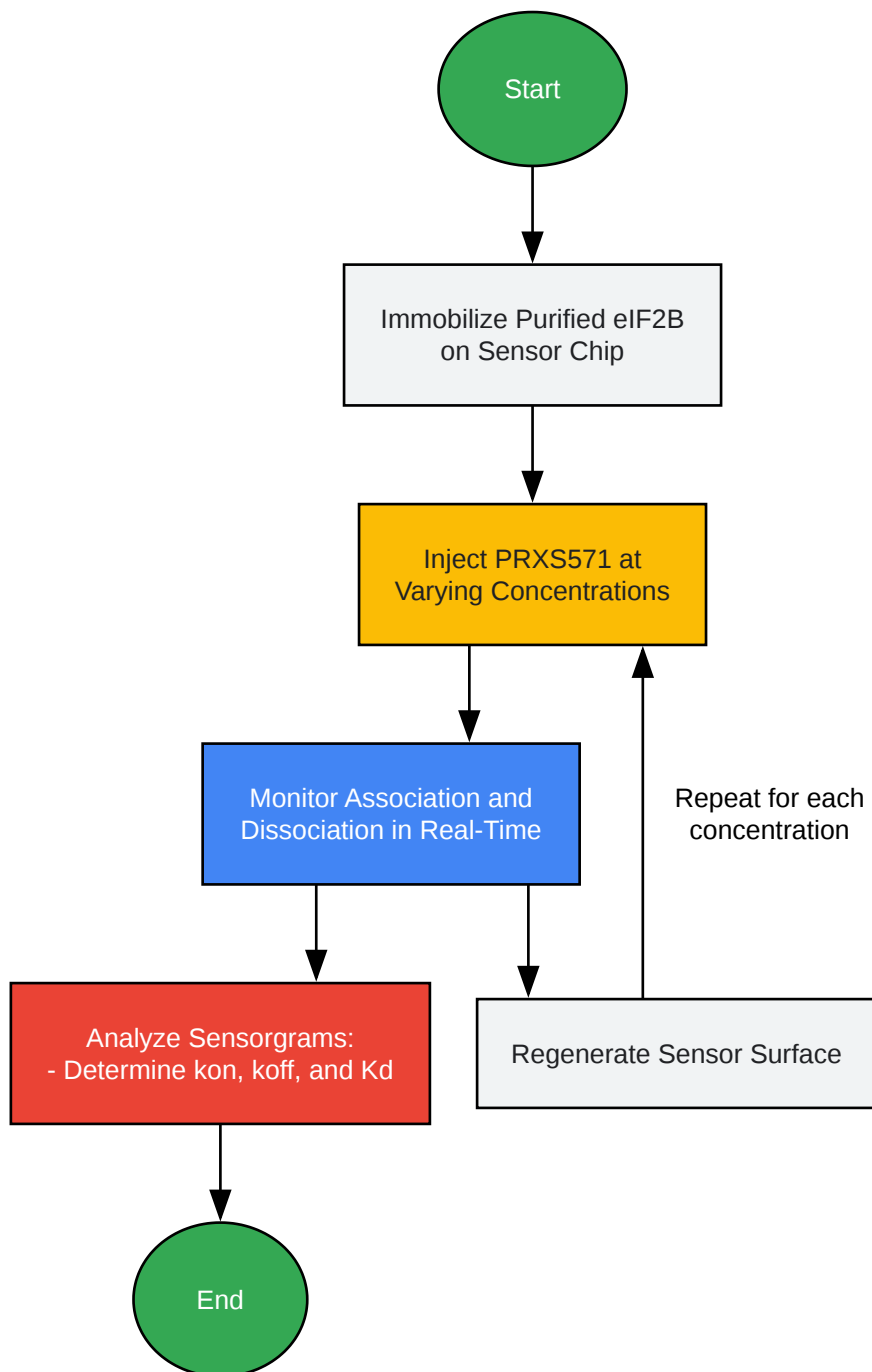 Start
Immobilize Purified eIF2B
on Sensor Chip
Inject PRXS571 at
Varying Concentrations
Monitor Association and
Dissociation in Real-Time
Repeat for each
concentration
Analyze Sensorgrams:
- Determine kon, koff, and Kd
Regenerate Sensor Surface
End